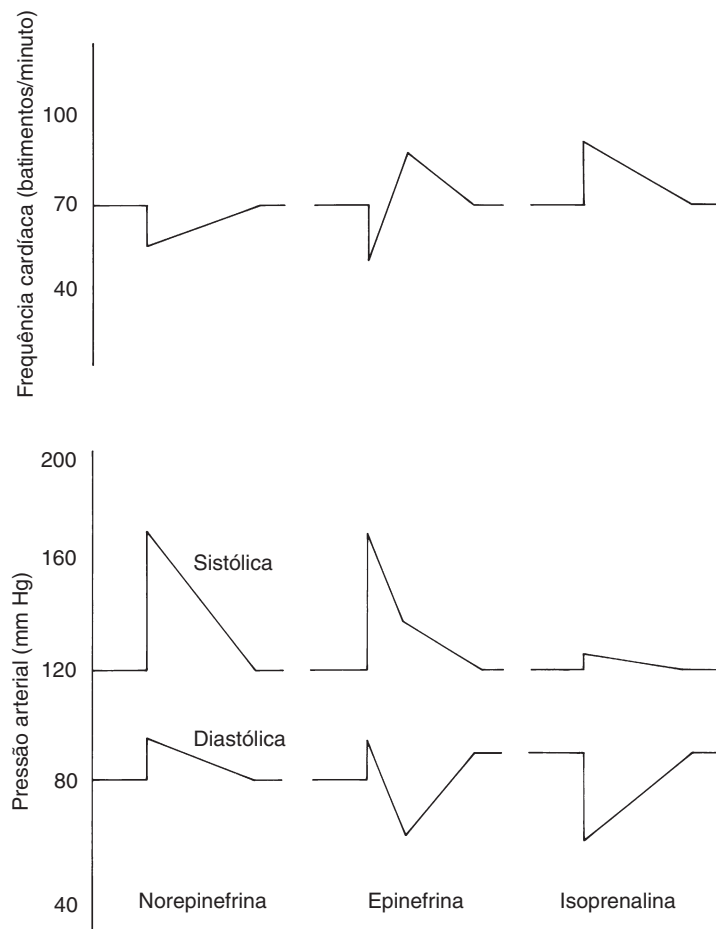 Frequência cardíaca (batimentos/minuto)
100
70
40
Pressão arterial (mm Hg)
200
160
120
80
40
Sistólica
Diastólica
Norepinefrina
Epinefrina
Isoprenalina